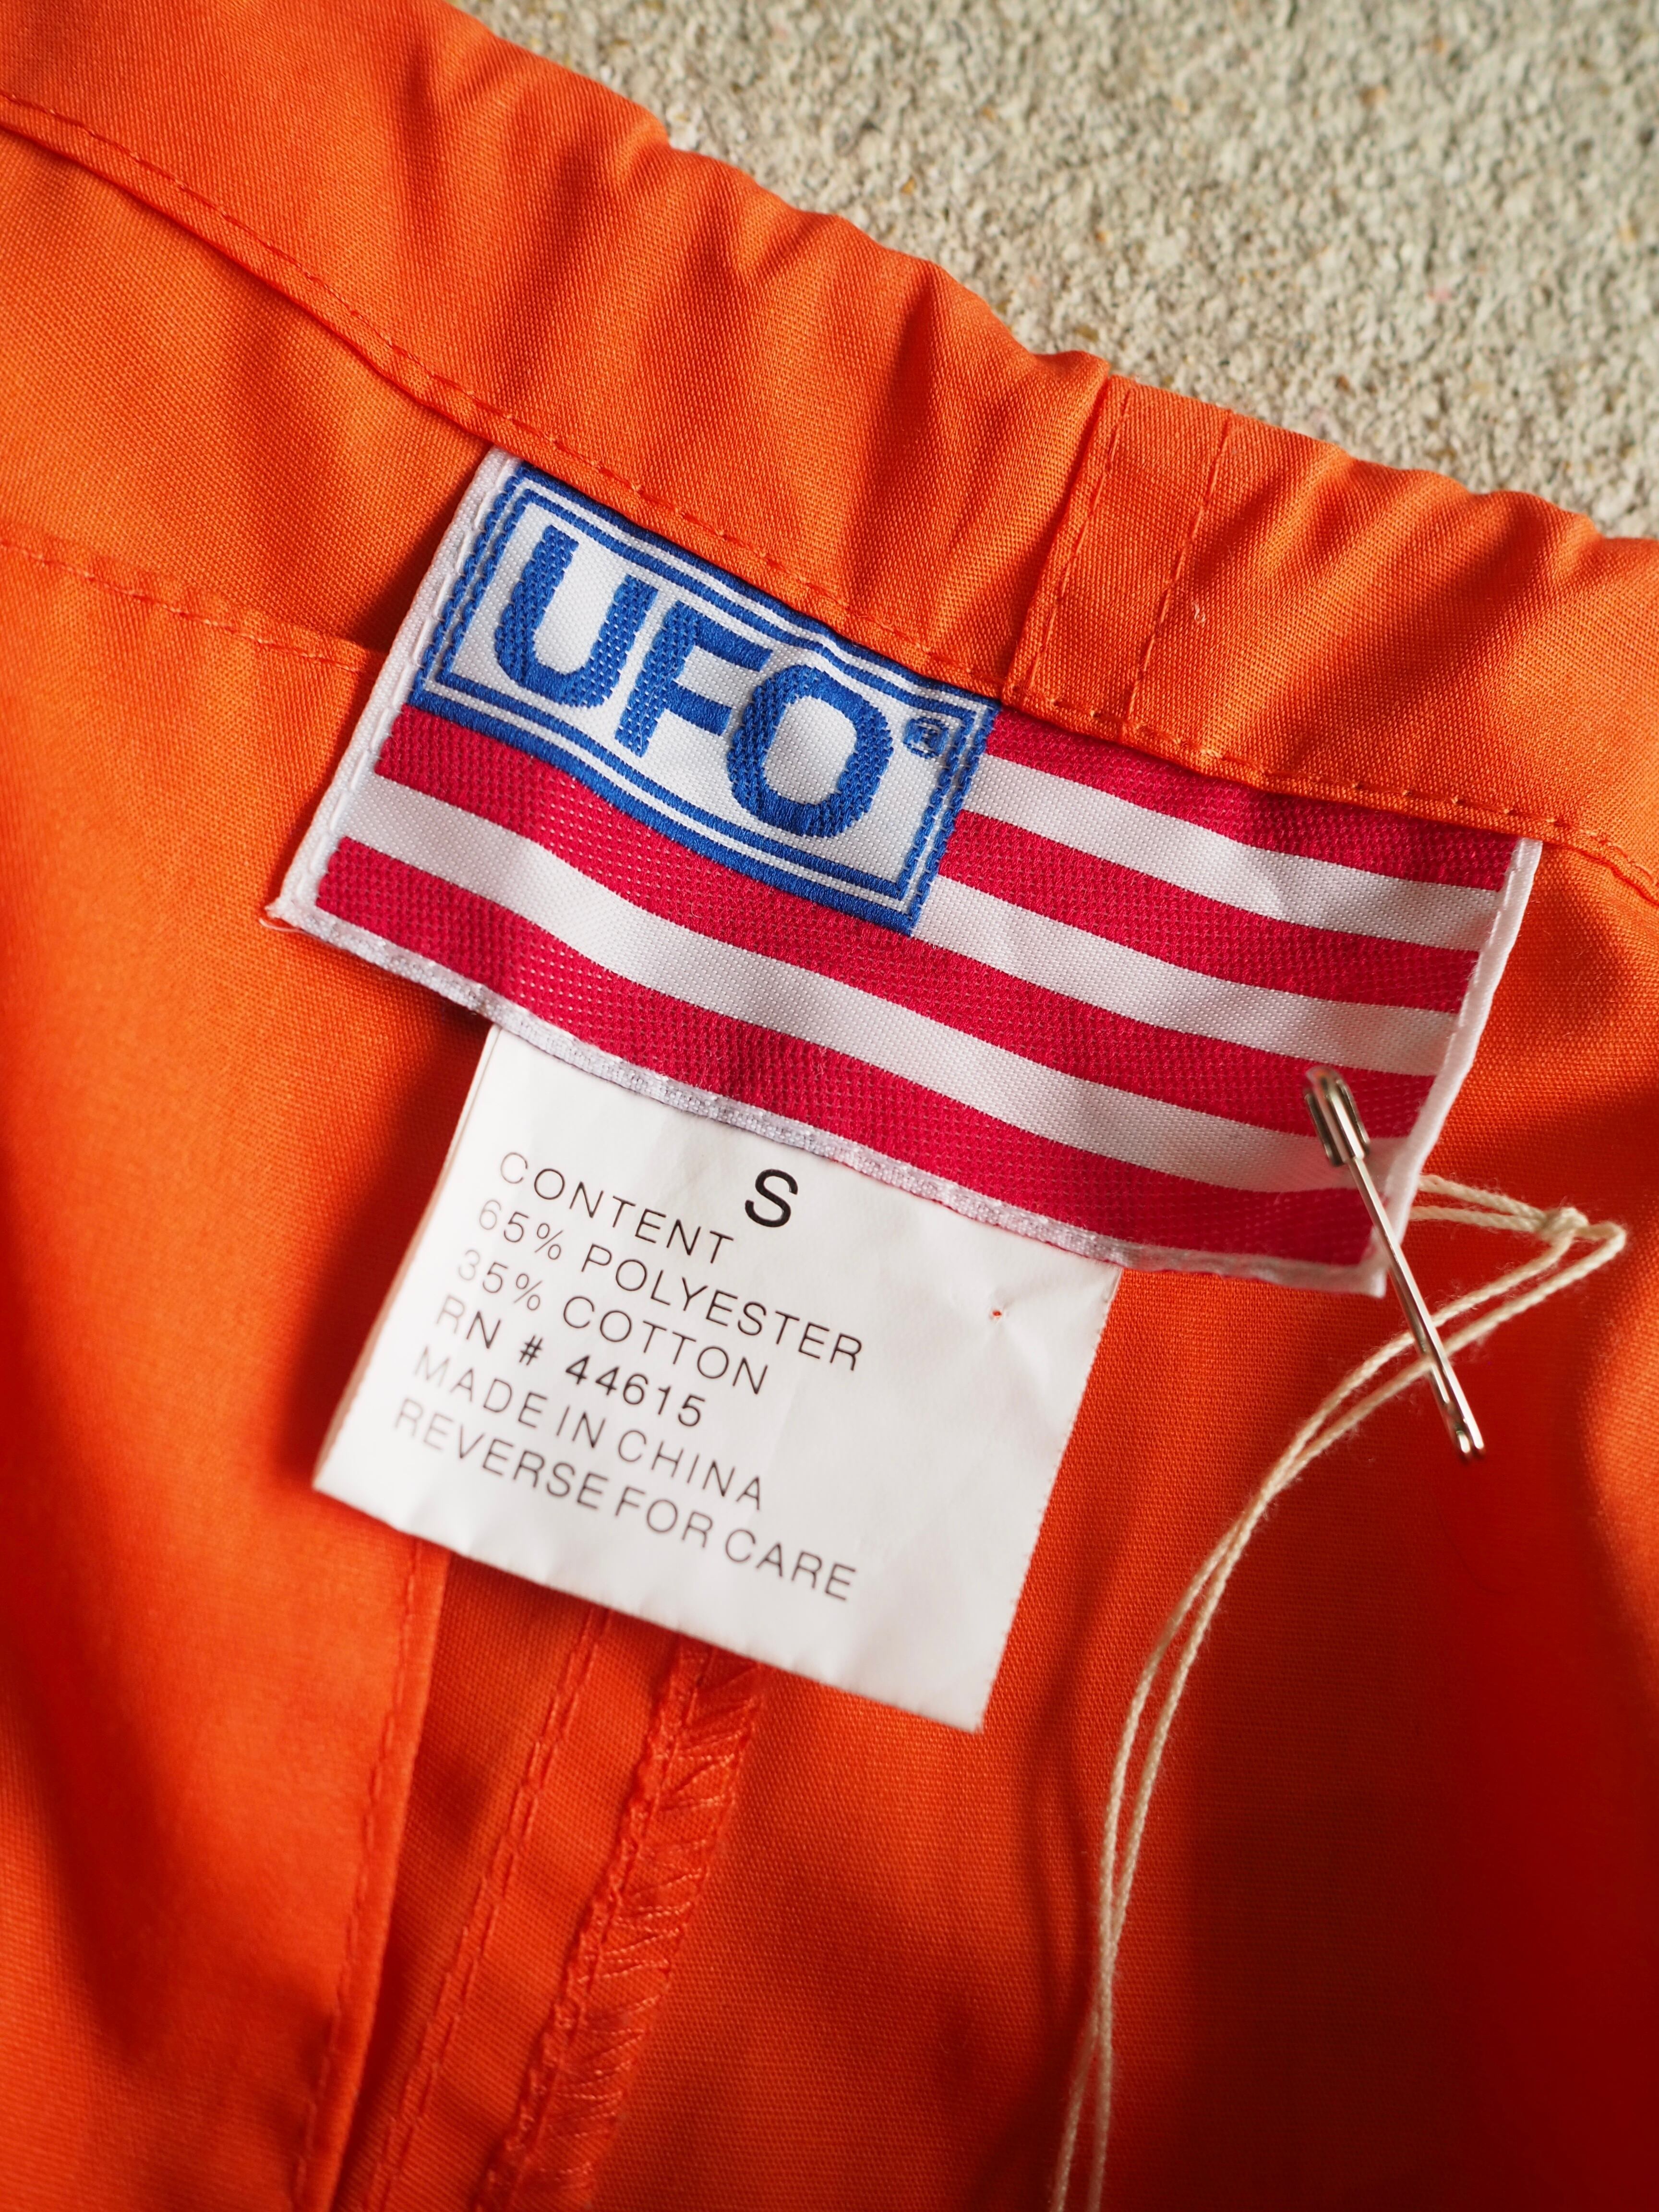 UFO®
S
CONTENT
65% POLYESTER
35% COTTON
RN # 44615
MADE IN CHINA
REVERSE FOR CARE